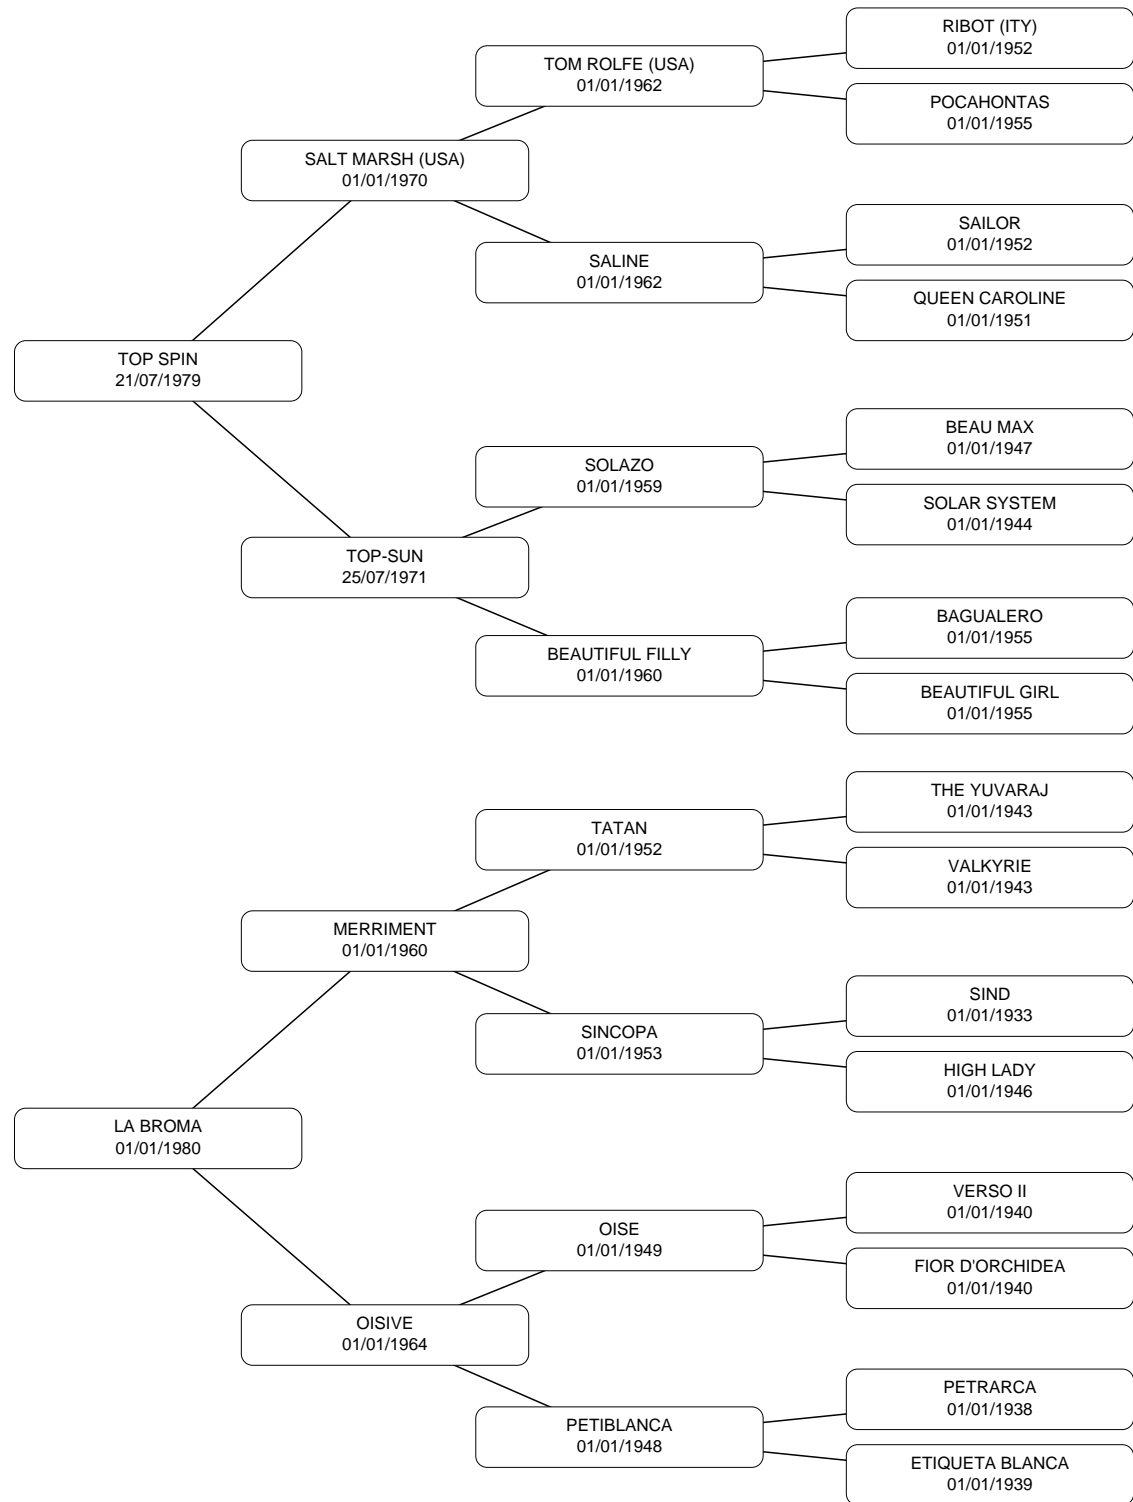 RIBOT (ITY)
01/01/1952
TOM ROLFE (USA)
01/01/1962
POCAHONTAS
01/01/1955
SALT MARSH (USA)
01/01/1970
SAILOR
01/01/1952
SALINE
01/01/1962
QUEEN CAROLINE
01/01/1951
TOP SPIN
21/07/1979
BEAU MAX
01/01/1947
SOLAZO
01/01/1959
SOLAR SYSTEM
01/01/1944
TOP-SUN
25/07/1971
BAGUALERO
01/01/1955
BEAUTIFUL FILLY
01/01/1960
BEAUTIFUL GIRL
01/01/1955
THE YUVARAJ
01/01/1943
TATAN
01/01/1952
VALKYRIE
01/01/1943
MERRIMENT
01/01/1960
SIND
01/01/1933
SINCOPA
01/01/1953
HIGH LADY
01/01/1946
LA BROMA
01/01/1980
VERSO II
01/01/1940
OISE
01/01/1949
FIOR D'ORCHIDEA
01/01/1940
OISIVE
01/01/1964
PETRARCA
01/01/1938
PETIBLANCA
01/01/1948
ETIQUETA BLANCA
01/01/1939